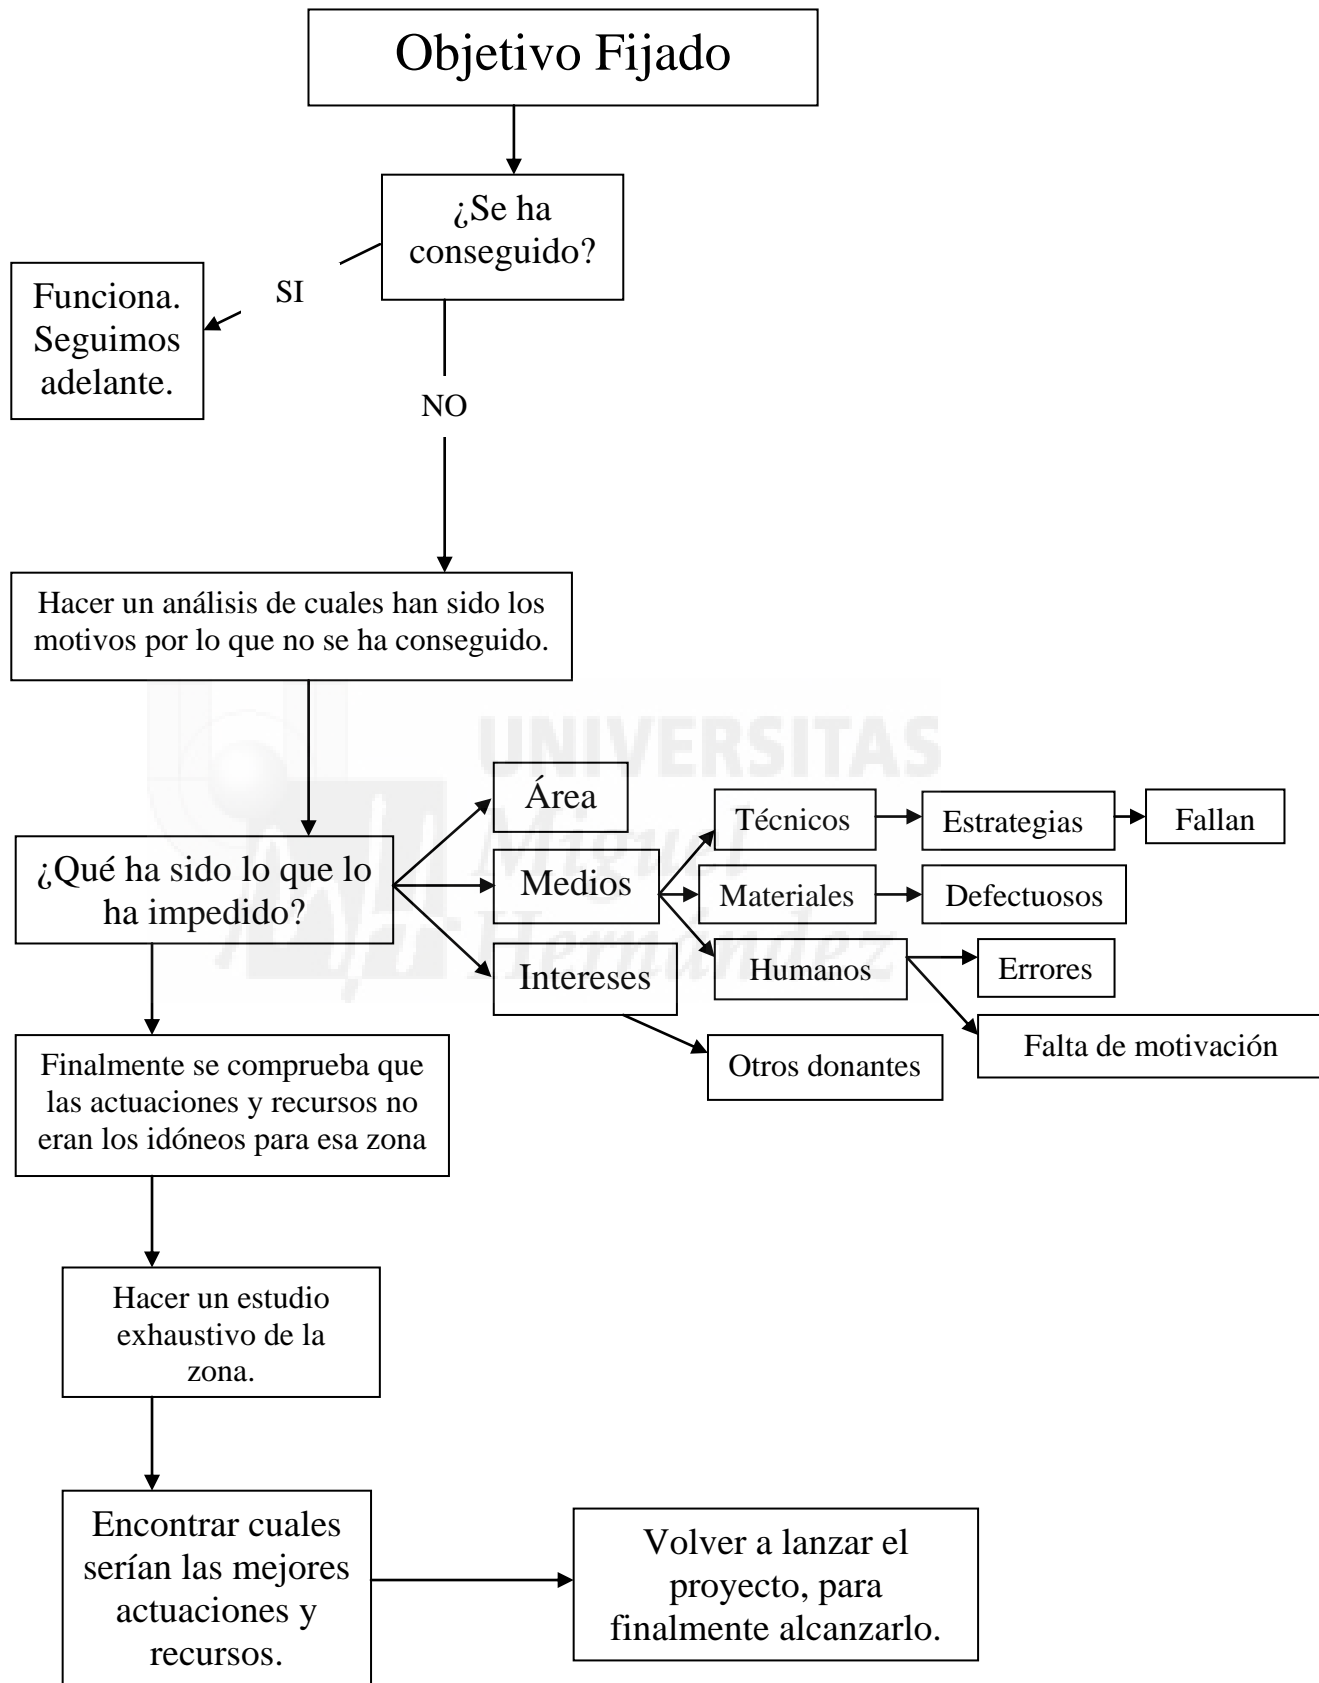 Objetivo Fijado
¿Se ha
conseguido?
SI
Funciona.
Seguimos
adelante.
NO
Hacer un análisis de cuales han sido los
motivos por lo que no se ha conseguido.
UNIVERSITAS
Miguel
Hernández
¿Qué ha sido lo que lo
ha impedido?
Área
Medios
Intereses
Técnicos
Estrategias
Fallan
Materiales
Defectuosos
Humanos
Errores
Falta de motivación
Otros donantes
Finalmente se comprueba que
las actuaciones y recursos no
eran los idóneos para esa zona
Hacer un estudio
exhaustivo de la
zona.
Encontrar cuales
serían las mejores
actuaciones y
recursos.
Volver a lanzar el
proyecto, para
finalmente alcanzarlo.